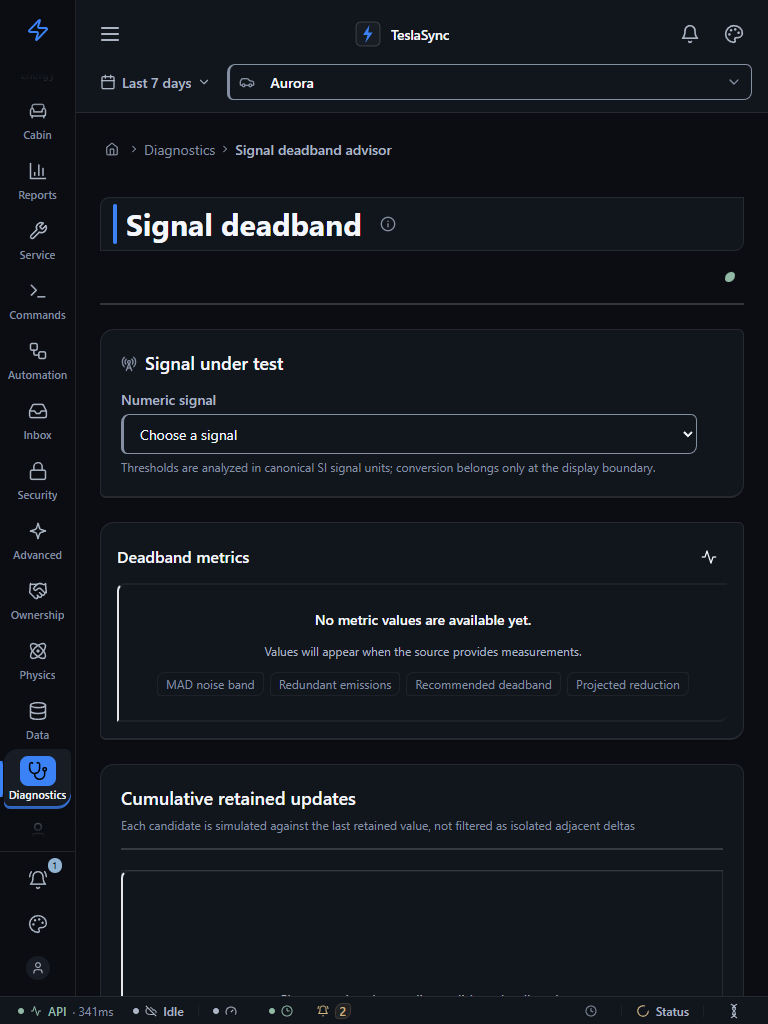 TeslaSync
Last 7 days
Aurora
Cabin
Reports
Service
Commands
Automation
Inbox
Security
Advanced
Ownership
Physics
Data
Diagnostics
1
Diagnostics
Signal deadband advisor
Signal deadband
Signal under test
Numeric signal
Choose a signal
Thresholds are analyzed in canonical SI signal units; conversion belongs only at the display boundary.
Deadband metrics
No metric values are available yet.
Values will appear when the source provides measurements.
MAD noise band
Redundant emissions
Recommended deadband
Projected reduction
Cumulative retained updates
Each candidate is simulated against the last retained value, not filtered as isolated adjacent deltas
API · 341ms
Idle
2
Status